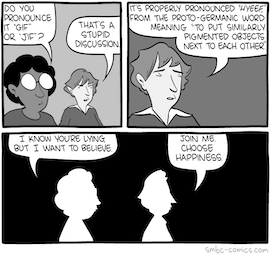 DO YOU
PRONOUNCE
IT "GIF"
OR "JIF"?
THAT'S A
STUPID
DISCUSSION.
IT'S PROPERLY PRONOUNCED "HYEEE,"
FROM THE PROTO-GERMANIC WORD
MEANING "TO PUT SIMILARLY
PIGMENTED OBJECTS
NEXT TO EACH OTHER."
I KNOW YOU'RE LYING,
BUT I WANT TO BELIEVE.
JOIN ME.
CHOOSE
HAPPINESS.
smbc-comics.com